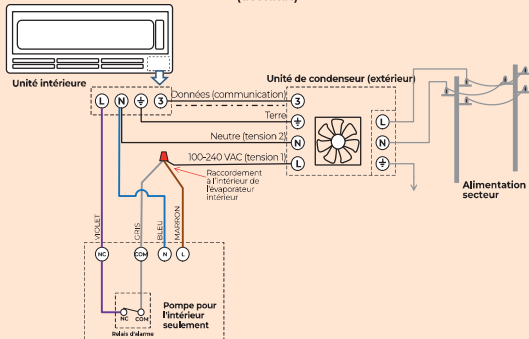 Unité intérieure
L N 3
Données (communication)
Terre
Neutre (tension 2)
100-240 VAC (tension 1)
Unité de condenseur (extérieur)
3
N
L
L
N
Alimentation
secteur
Raccordement
à l'intérieur de
l'évaporateur
intérieur
VIOLET
GRIS
BLEU
MARRON
NC COM N L
NC COM
Relais d'alarme
Pompe pour
l'intérieur
seulement